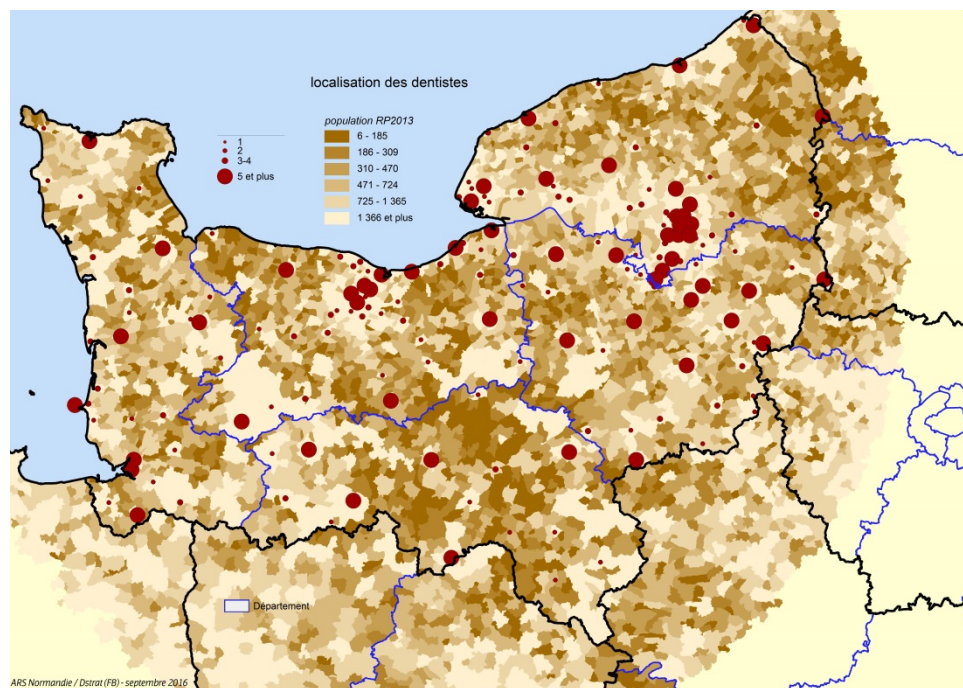 localisation des dentistes
population RP2013
1
2
3-4
5 et plus
6 - 185
186 - 309
310 - 470
471 - 724
725 - 1 365
1 366 et plus
Département
ARS Normandie / Dstrat (FB) - septembre 2016